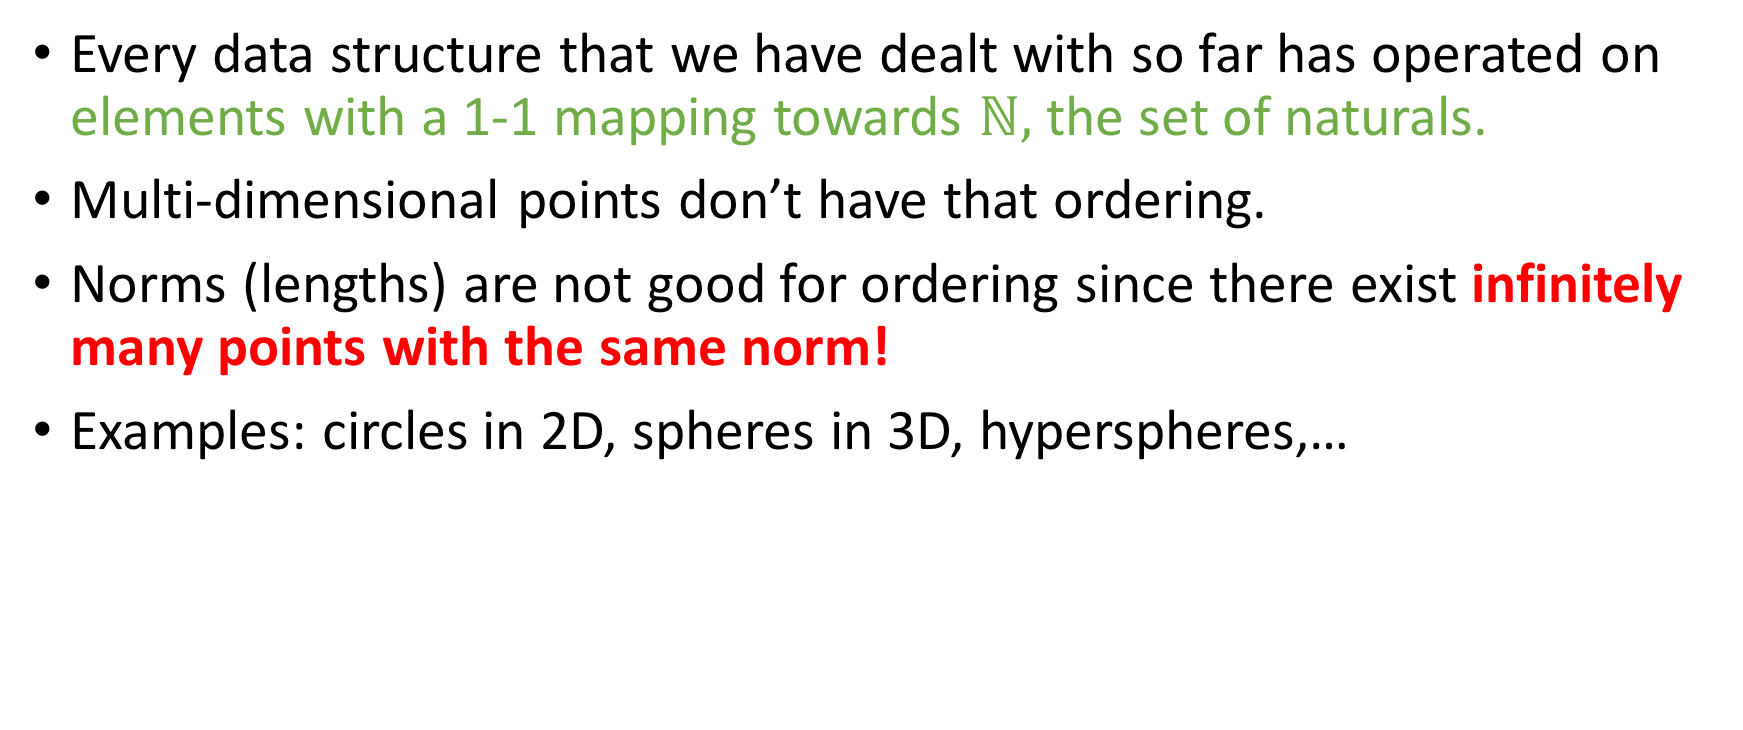 • Every data structure that we have dealt with so far has operated on
elements with a 1-1 mapping towards ℕ, the set of naturals.
• Multi-dimensional points don’t have that ordering.
• Norms (lengths) are not good for ordering since there exist infinitely
many points with the same norm!
• Examples: circles in 2D, spheres in 3D, hyperspheres,…